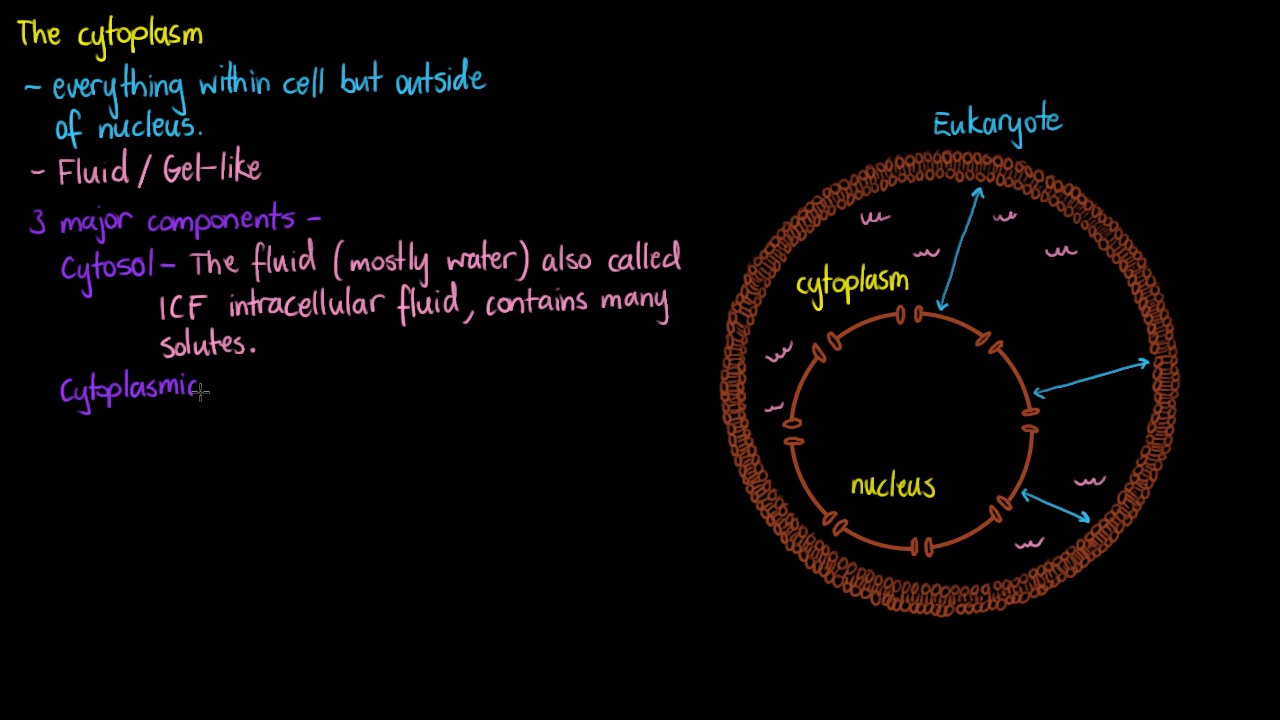 The cytoplasm
~ everything within cell but outside
of nucleus.
- Fluid / Gel-like
3 major components -
Cytosol - The fluid (mostly water) also called
ICF intracellular fluid, contains many
solutes.
Cytoplasmic
Eukaryote
cytoplasm
nucleus